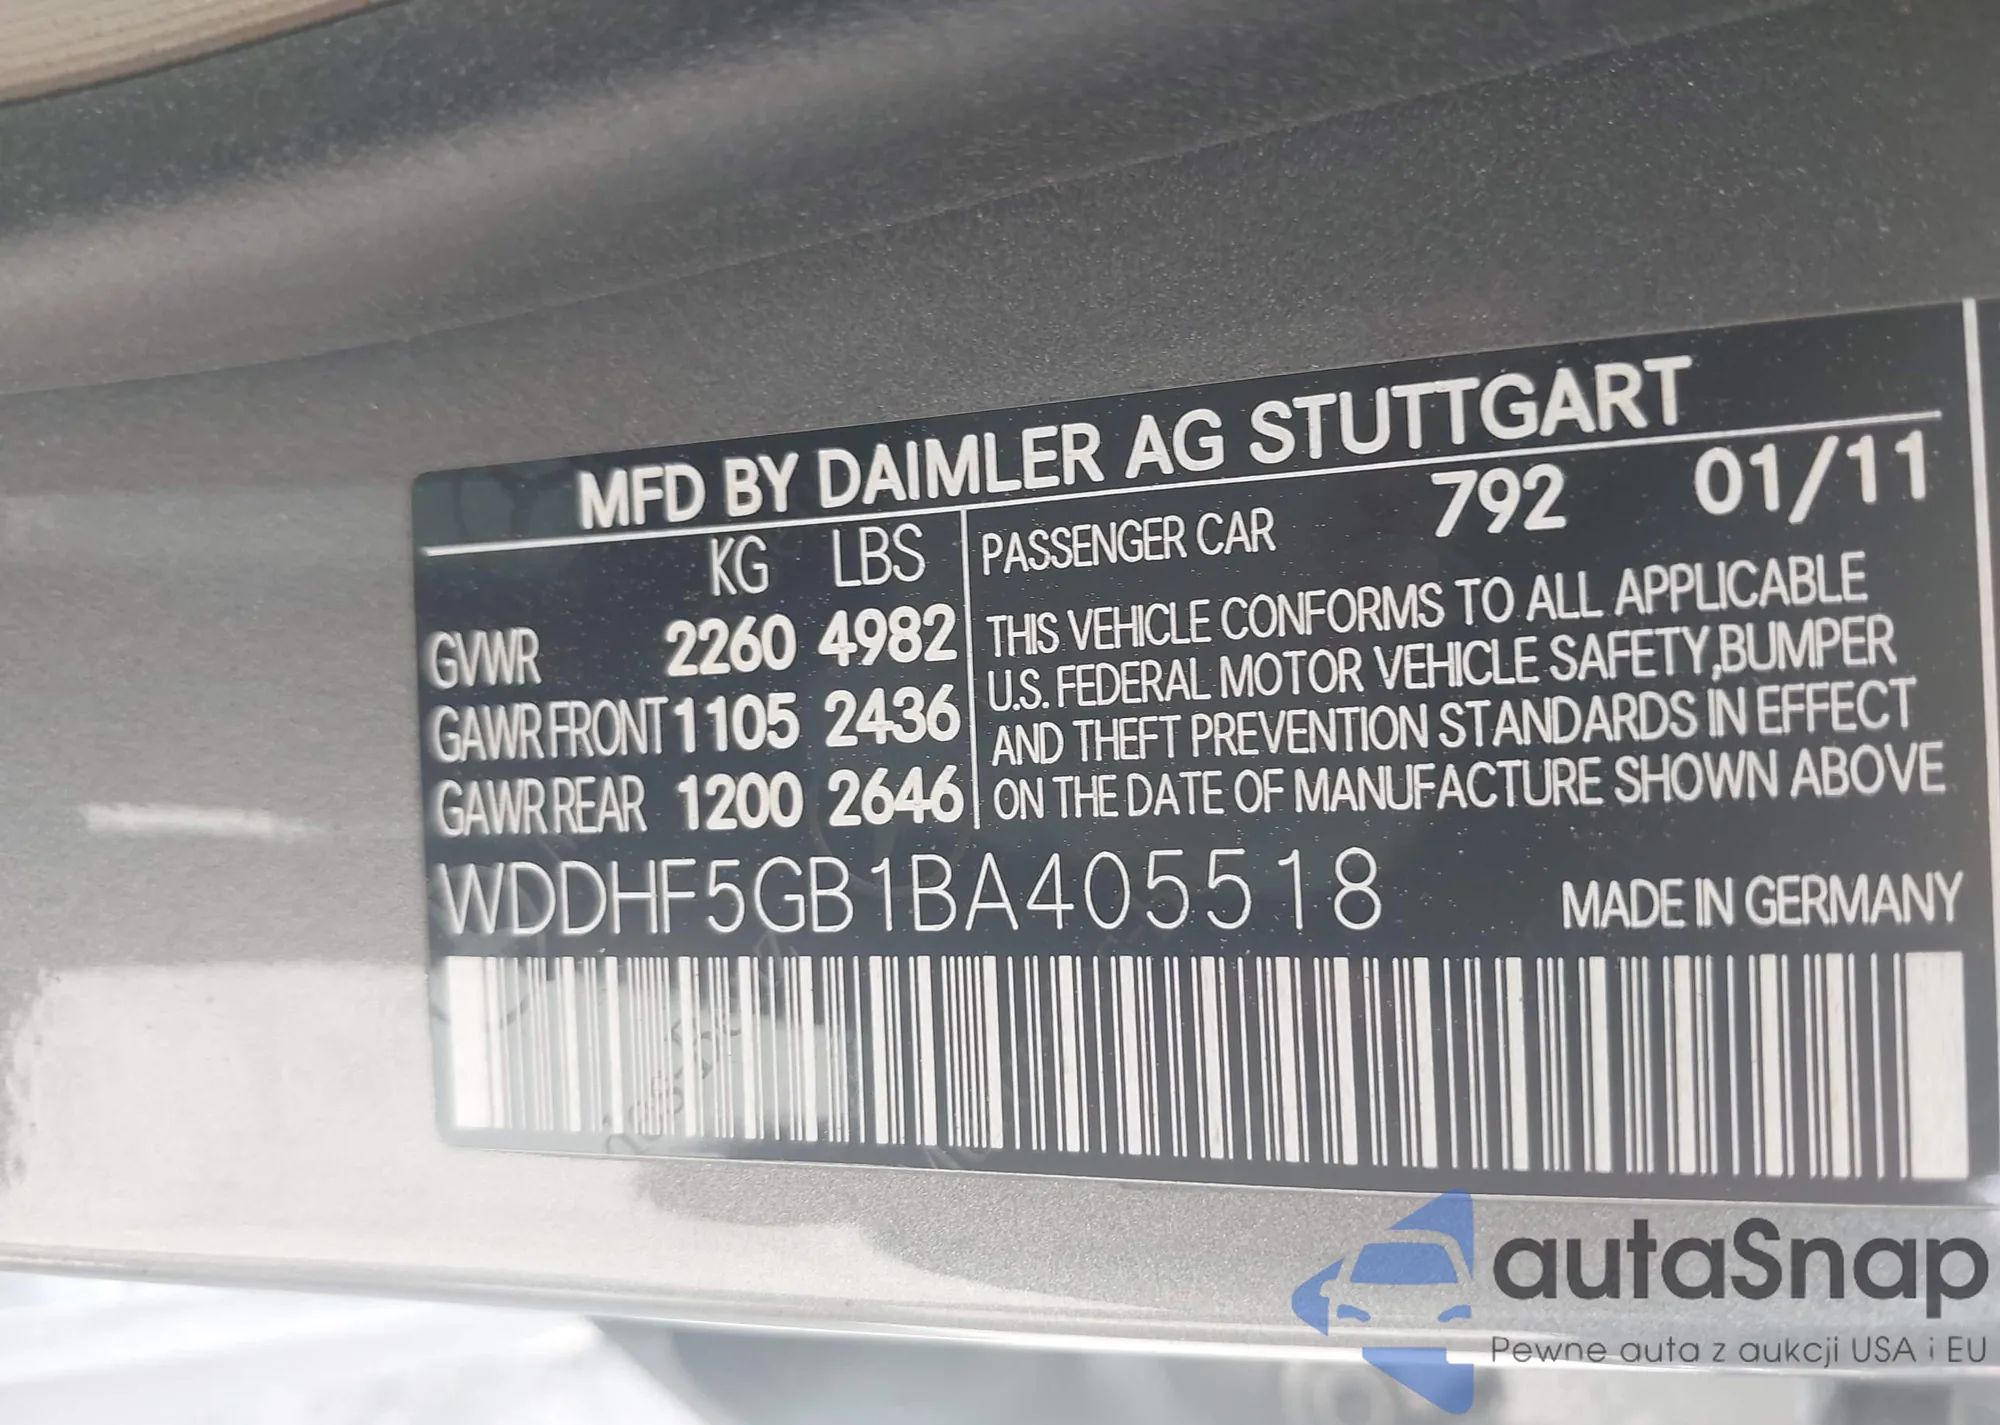 MFD BY DAIMLER AG STUTTGART
KG LBS
GVWR 2260 4982
GAWR FRONT 1105 2436
GAWR REAR 1200 2646
PASSENGER CAR 792 01/11
THIS VEHICLE CONFORMS TO ALL APPLICABLE
U.S. FEDERAL MOTOR VEHICLE SAFETY,BUMPER
AND THEFT PREVENTION STANDARDS IN EFFECT
ON THE DATE OF MANUFACTURE SHOWN ABOVE
WDDHF5GB1BA405518
MADE IN GERMANY
autaSnap
Pewne auta z aukcji USA i EU